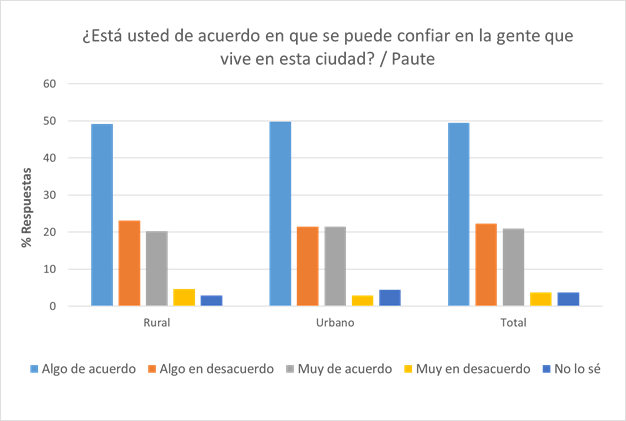 ¿Está usted de acuerdo en que se puede confiar en la gente que
vive en esta ciudad? / Paute
60
50
40
30
20
10
0
% Respuestas
Rural Urbano Total
Algo de acuerdo Algo en desacuerdo Muy de acuerdo Muy en desacuerdo No lo sé